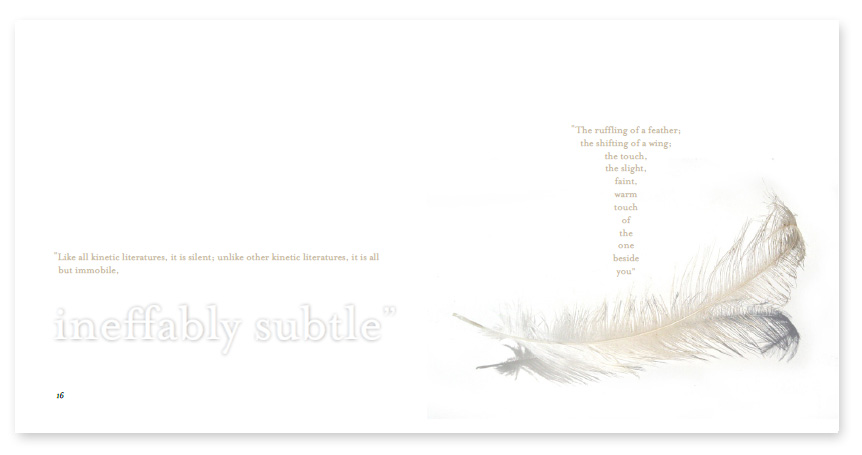 "Like all kinetic literatures, it is silent; unlike other kinetic literatures, it is all
but immobile,
ineffably subtle"
16
"The ruffling of a feather;
the shifting of a wing;
the touch,
the slight,
faint,
warm
touch
of
the
one
beside
you"